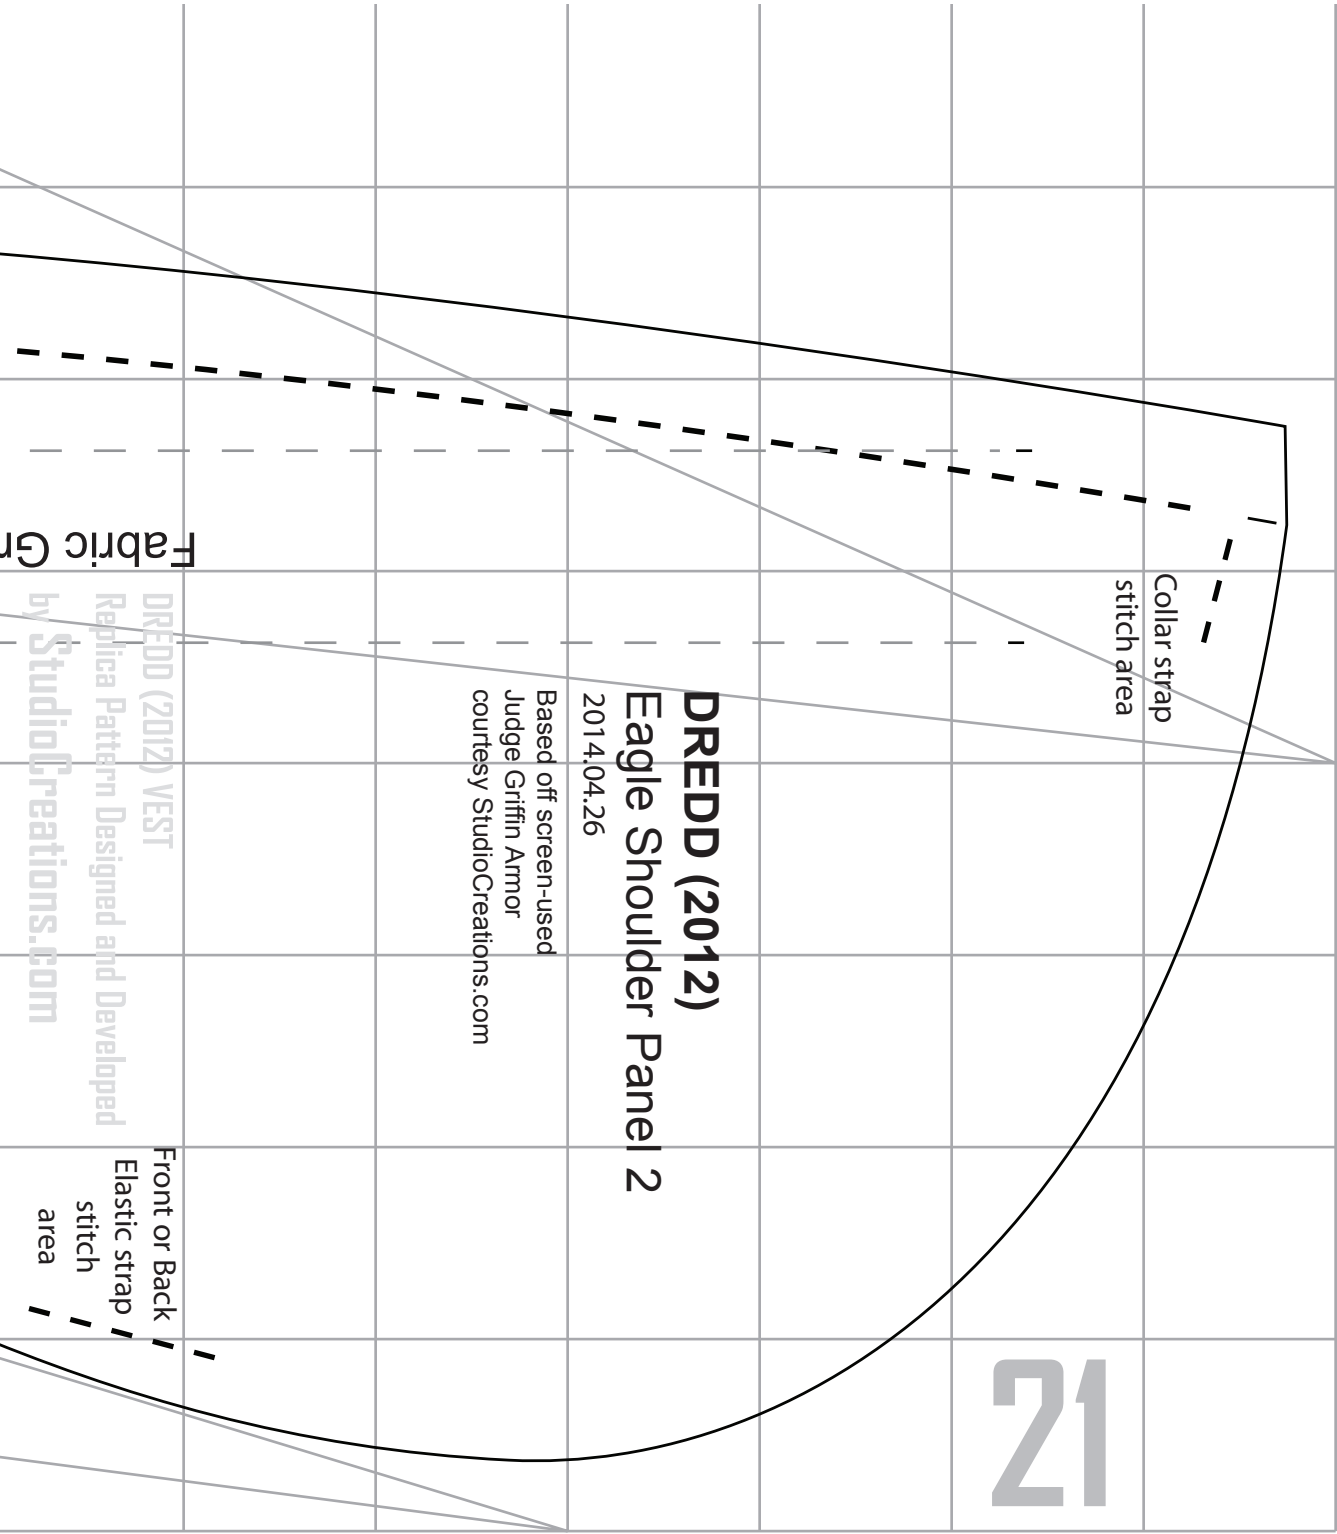 Fabric Gr
Collar strap
stitch area
DREDD (2012)
Eagle Shoulder Panel 2
2014.04.26
Based off screen-used
Judge Griffin Armor
courtesy StudioCreations.com
DREDD (2012) VEST
Replica Pattern Designed and Developed
by StudioCreations.com
Front or Back
Elastic strap
stitch
area
21